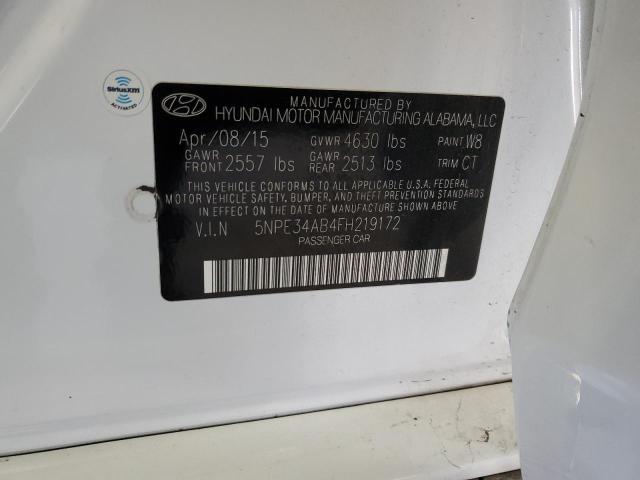 SiriusXM
ACTIVATED
MANUFACTURED BY
HYUNDAI MOTOR MANUFACTURING ALABAMA, LLC
Apr/08/15 GVWR 4630 lbs PAINT W8
GAWR FRONT 2557 lbs GAWR REAR 2513 lbs TRIM CT
THIS VEHICLE CONFORMS TO ALL APPLICABLE U.S.A. FEDERAL
MOTOR VEHICLE SAFETY, BUMPER, AND THEFT PREVENTION
STANDARDS IN EFFECT ON THE DATE OF MANUFACTURE SHOWN ABOVE.
V.I.N 5NPE34AB4FH219172
PASSENGER CAR